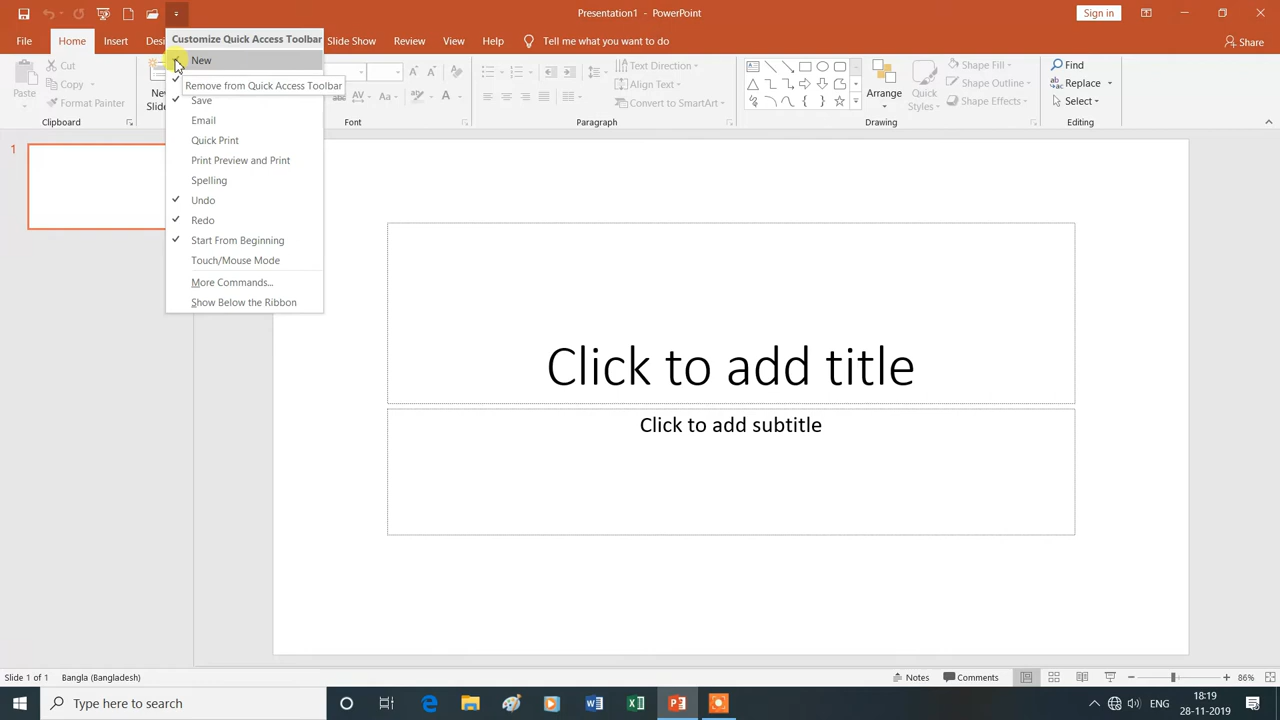 Presentation1 - PowerPoint
Sign in
File
Home
Insert
Slide Show
Review
View
Help
Tell me what you want to do
Share
Customize Quick Access Toolbar
New
Remove from Quick Access Toolbar
Save
Email
Quick Print
Print Preview and Print
Spelling
Undo
Redo
Start From Beginning
Touch/Mouse Mode
More Commands...
Show Below the Ribbon
Paste
Cut
Copy
Format Painter
Clipboard
New
Font
Aa
Text Direction
Align Text
Convert to SmartArt
Paragraph
Arrange
Quick
Styles
Shape Fill
Shape Outline
Shape Effects
Drawing
Find
Replace
Select
Editing
1
Click to add title
Click to add subtitle
Slide 1 of 1
Bangla (Bangladesh)
Notes
Comments
86%
Type here to search
ENG
18:19
28-11-2019